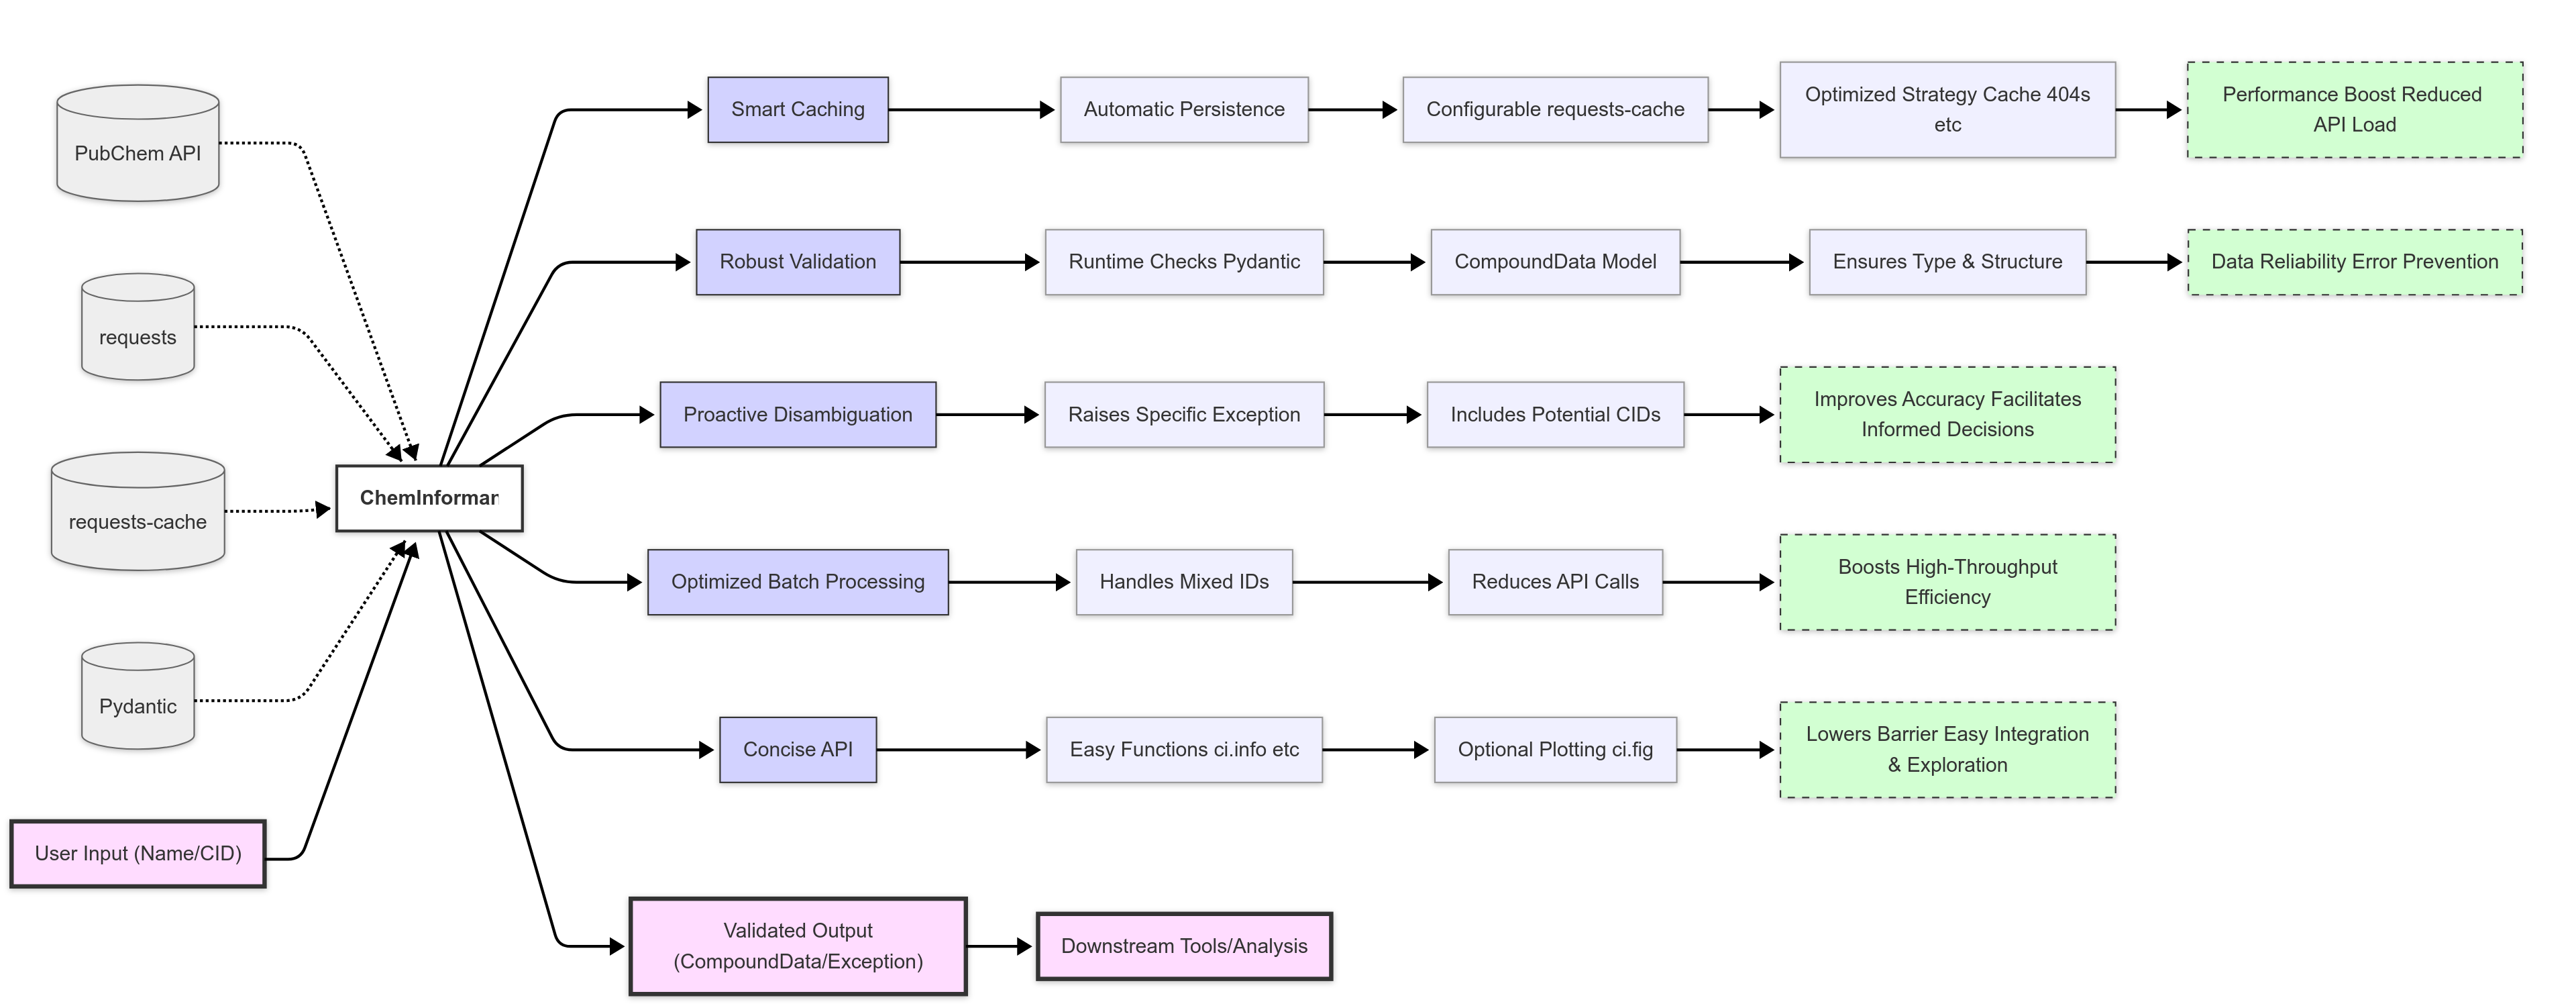 PubChem API
requests
requests-cache
Pydantic
User Input (Name/CID)
ChemInforman
Smart Caching
Automatic Persistence
Configurable requests-cache
Optimized Strategy Cache 404s
etc
Performance Boost Reduced
API Load
Robust Validation
Runtime Checks Pydantic
CompoundData Model
Ensures Type & Structure
Data Reliability Error Prevention
Proactive Disambiguation
Raises Specific Exception
Includes Potential CIDs
Improves Accuracy Facilitates
Informed Decisions
Optimized Batch Processing
Handles Mixed IDs
Reduces API Calls
Boosts High-Throughput
Efficiency
Concise API
Easy Functions ci.info etc
Optional Plotting ci.fig
Lowers Barrier Easy Integration
& Exploration
Validated Output
(CompoundData/Exception)
Downstream Tools/Analysis